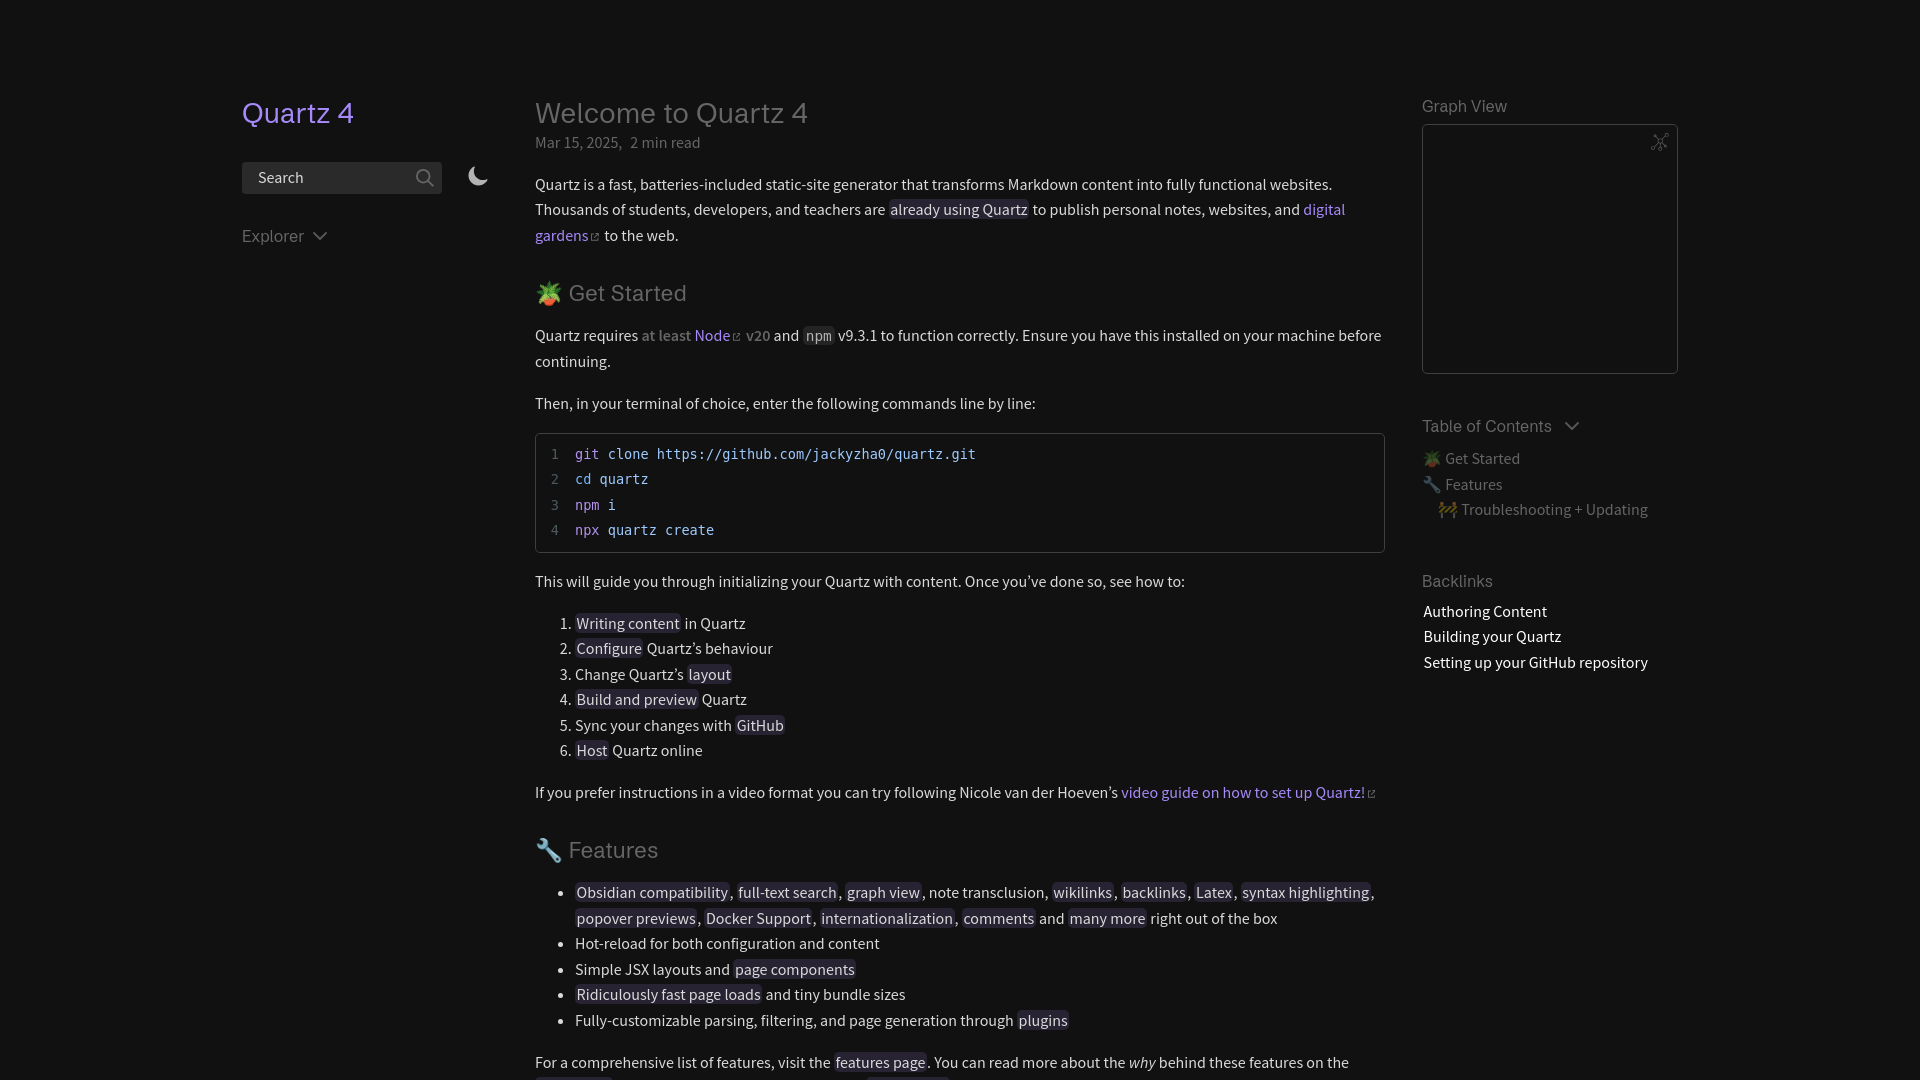 Quartz 4
Search
Explorer
Welcome to Quartz 4
Mar 15, 2025, 2 min read
Quartz is a fast, batteries-included static-site generator that transforms Markdown content into fully functional websites.
Thousands of students, developers, and teachers are already using Quartz to publish personal notes, websites, and digital
gardens to the web.
🪴 Get Started
Quartz requires at least Node v20 and npm v9.3.1 to function correctly. Ensure you have this installed on your machine before
continuing.
Then, in your terminal of choice, enter the following commands line by line:
1 git clone https://github.com/jackyzha0/quartz.git
2 cd quartz
3 npm i
4 npx quartz create
This will guide you through initializing your Quartz with content. Once you’ve done so, see how to:
1. Writing content in Quartz
2. Configure Quartz’s behaviour
3. Change Quartz’s layout
4. Build and preview Quartz
5. Sync your changes with GitHub
6. Host Quartz online
If you prefer instructions in a video format you can try following Nicole van der Hoeven’s video guide on how to set up Quartz!
🔧 Features
• Obsidian compatibility, full-text search, graph view, note transclusion, wikilinks, backlinks, Latex, syntax highlighting,
popover previews, Docker Support, internationalization, comments and many more right out of the box
• Hot-reload for both configuration and content
• Simple JSX layouts and page components
• Ridiculously fast page loads and tiny bundle sizes
• Fully-customizable parsing, filtering, and page generation through plugins
For a comprehensive list of features, visit the features page. You can read more about the why behind these features on the
Graph View
Table of Contents
🪴 Get Started
🔧 Features
🚧 Troubleshooting + Updating
Backlinks
Authoring Content
Building your Quartz
Setting up your GitHub repository